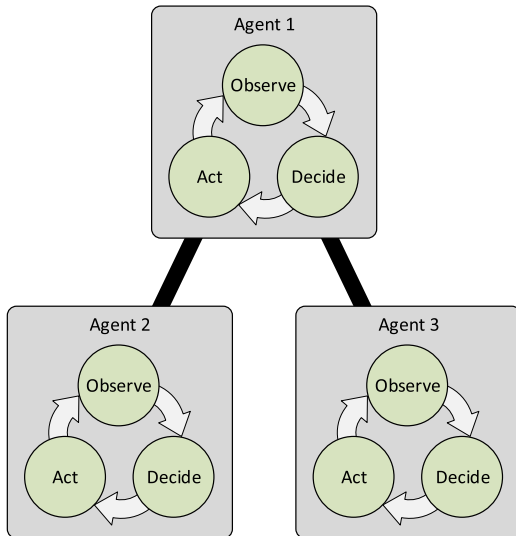 Agent 1
Observe
Act
Decide
Agent 2
Observe
Act
Decide
Agent 3
Observe
Act
Decide